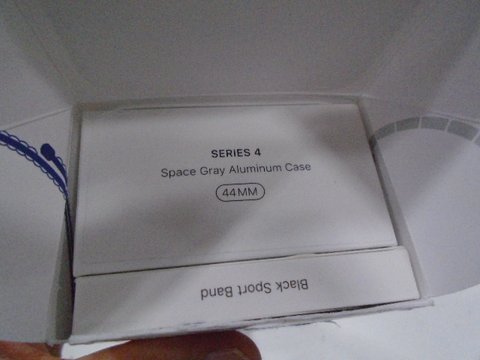 SERIES 4
Space Gray Aluminum Case
44MM
Black Sport Band